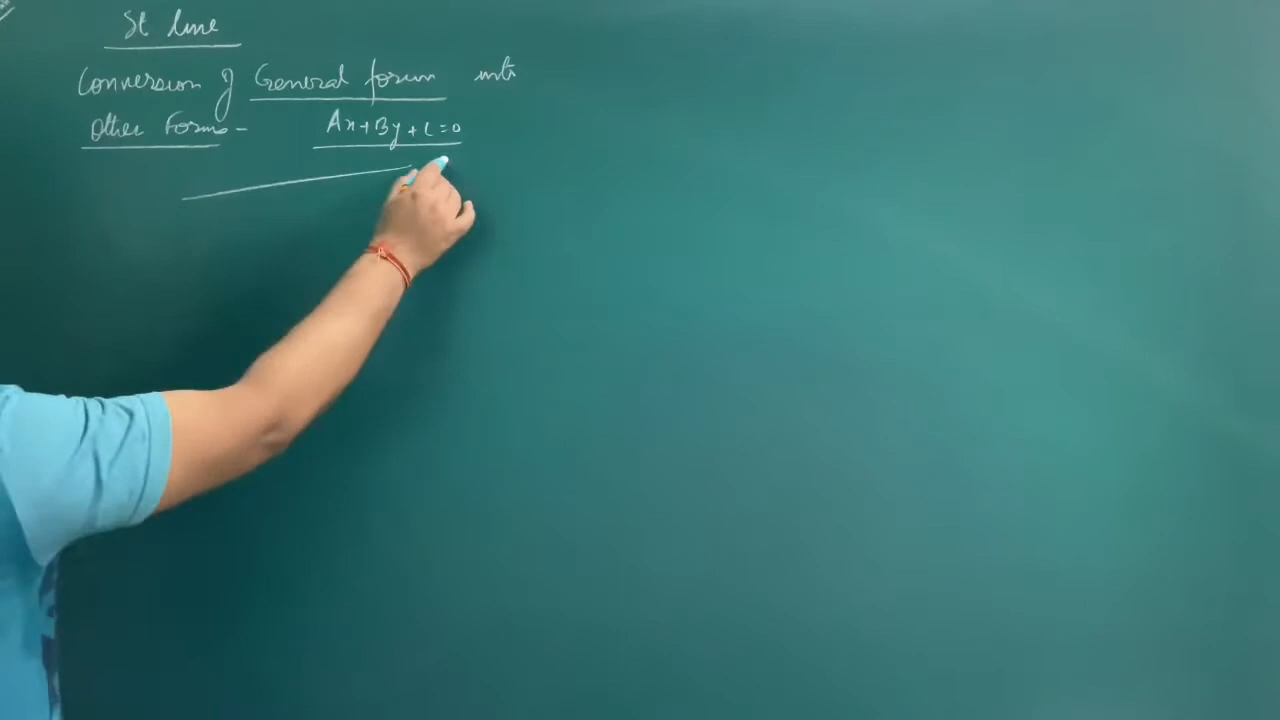 St line
Conversion of General form into
Other Forms -
Ax+By+C=0